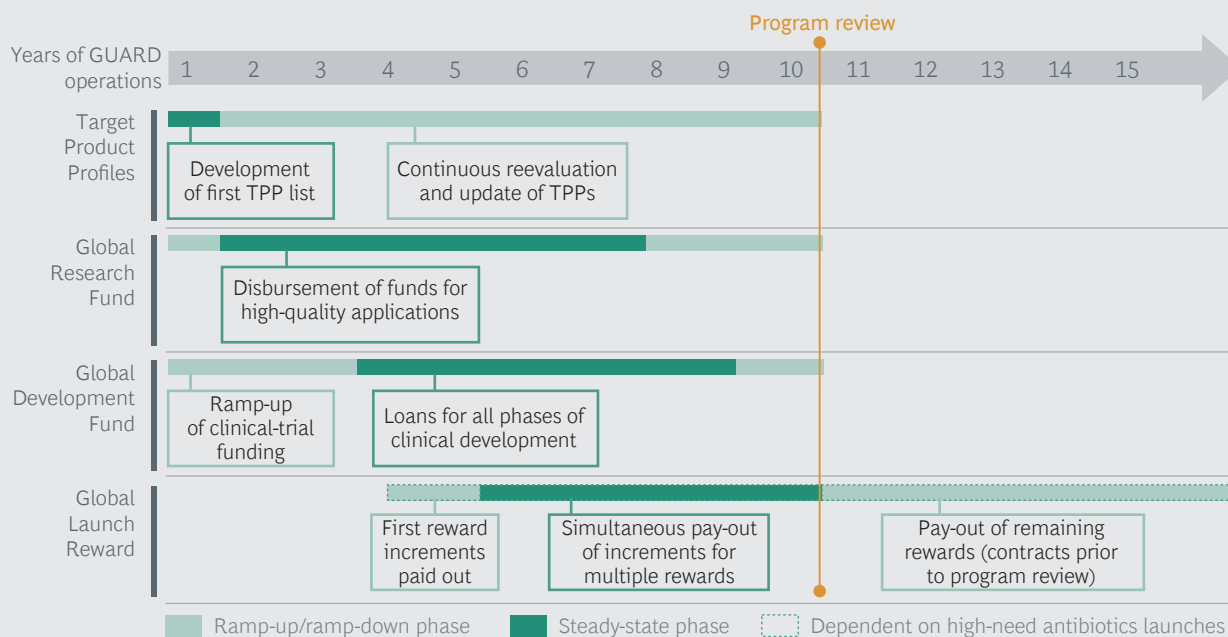 Program review
Years of GUARD
operations
1 2 3 4 5 6 7 8 9 10 11 12 13 14 15
Target
Product
Profiles
Development
of first TPP list
Continuous reevaluation
and update of TPPs
Global
Research
Fund
Disbursement of funds for
high-quality applications
Global
Development
Fund
Ramp-up
of clinical-trial
funding
Loans for all phases of
clinical development
Global
Launch
Reward
First reward
increments
paid out
Simultaneous pay-out
of increments for
multiple rewards
Pay-out of remaining
rewards (contracts prior
to program review)
Ramp-up/ramp-down phase
Steady-state phase
Dependent on high-need antibiotics launches